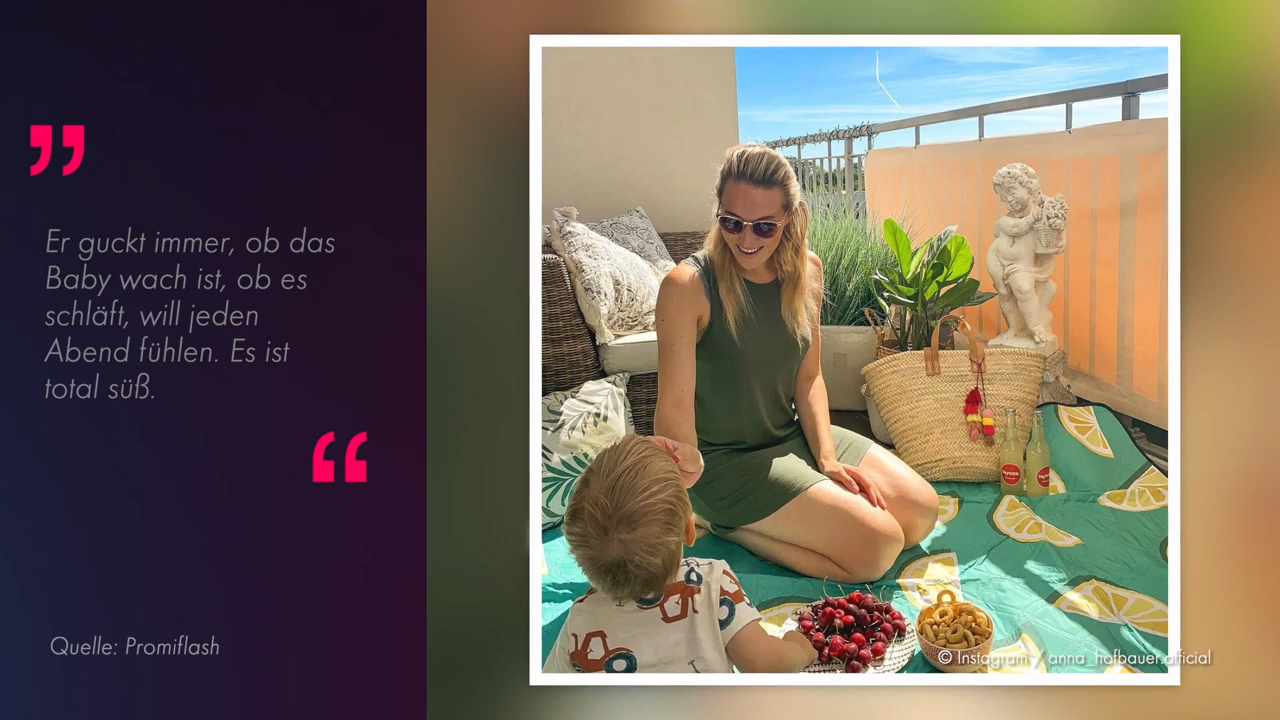 „
Er guckt immer, ob das
Baby wach ist, ob es
schläft, will jeden
Abend fühlen. Es ist
total süß.
“
Quelle: Promiflash
© Instagram / anna_hofbauer.official